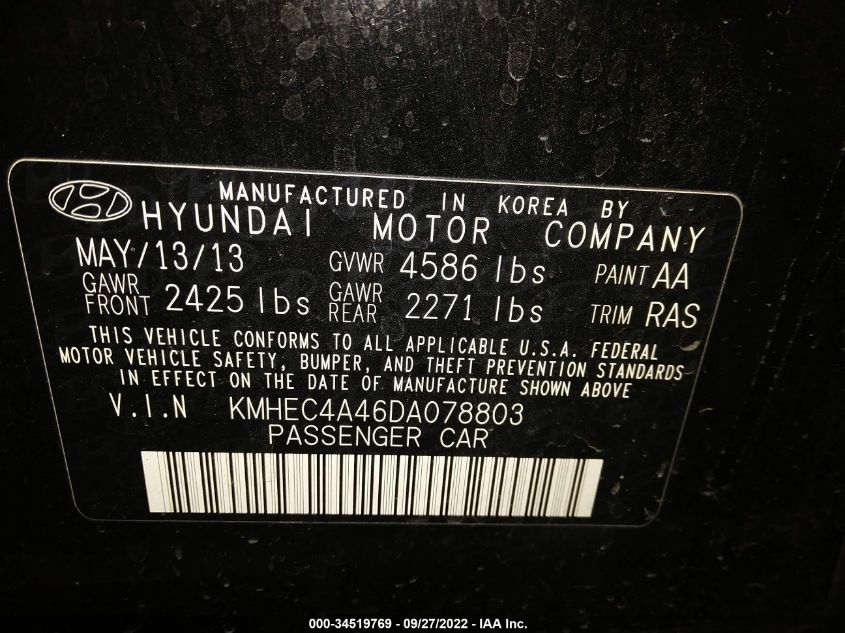 MANUFACTURED IN KOREA BY
HYUNDAI MOTOR COMPANY
MAY/13/13 GVWR 4586 lbs PAINT AA
GAWR FRONT 2425 lbs GAWR REAR 2271 lbs TRIM RAS
THIS VEHICLE CONFORMS TO ALL APPLICABLE U.S.A. FEDERAL
MOTOR VEHICLE SAFETY, BUMPER, AND THEFT PREVENTION STANDARDS
IN EFFECT ON THE DATE OF MANUFACTURE SHOWN ABOVE
V.I.N KMHEC4A46DA078803
PASSENGER CAR
000-34519769 - 09/27/2022 - IAA Inc.